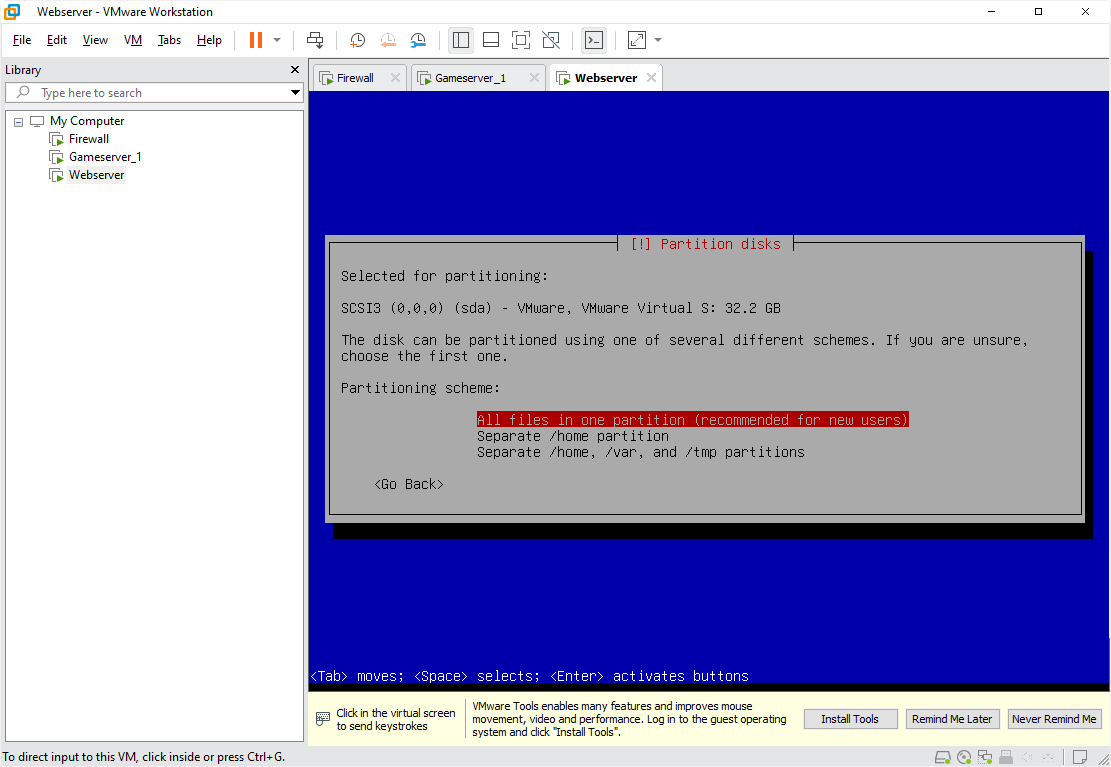 Webserver - VMware Workstation
File Edit View VM Tabs Help
Library
Type here to search
My Computer
Firewall
Gameserver_1
Webserver
Firewall Gameserver_1 Webserver
[!] Partition disks
Selected for partitioning:
SCSI3 (0,0,0) (sda) - VMware, VMware Virtual S: 32.2 GB
The disk can be partitioned using one of several different schemes. If you are unsure,
choose the first one.
Partitioning scheme:
All files in one partition (recommended for new users)
Separate /home partition
Separate /home, /var, and /tmp partitions
<Go Back>
<Tab> moves; <Space> selects; <Enter> activates buttons
Click in the virtual screen
to send keystrokes
VMware Tools enables many features and improves mouse
movement, video and performance. Log in to the guest operating
system and click "Install Tools".
Install Tools Remind Me Later Never Remind Me
To direct input to this VM, click inside or press Ctrl+G.